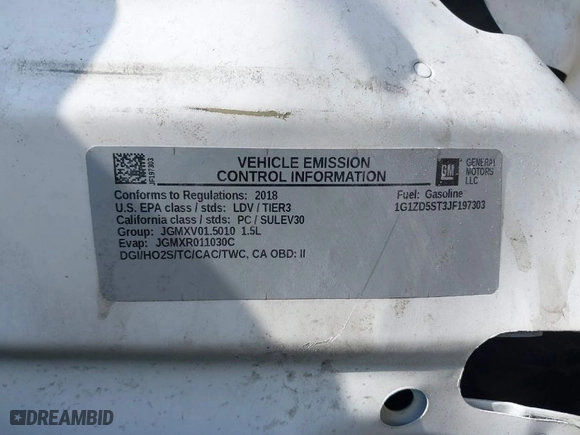 JF197303
VEHICLE EMISSION
CONTROL INFORMATION
GM
GENERAL
MOTORS
LLC
Conforms to Regulations: 2018
Fuel: Gasoline
U.S. EPA class / stds: LDV / TIER3
1G1ZD5ST3JF197303
California class / stds: PC / SULEV30
Group: JGMXV01.5010 1.5L
Evap: JGMXR011030C
DGI/HO2S/TC/CAC/TWC, CA OBD: II
DREAMBID